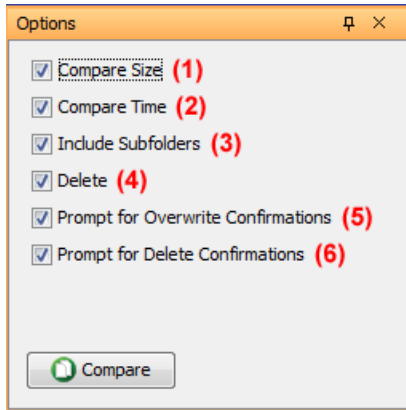 Options
Compare Size (1)
Compare Time (2)
Include Subfolders (3)
Delete (4)
Prompt for Overwrite Confirmations (5)
Prompt for Delete Confirmations (6)
Compare